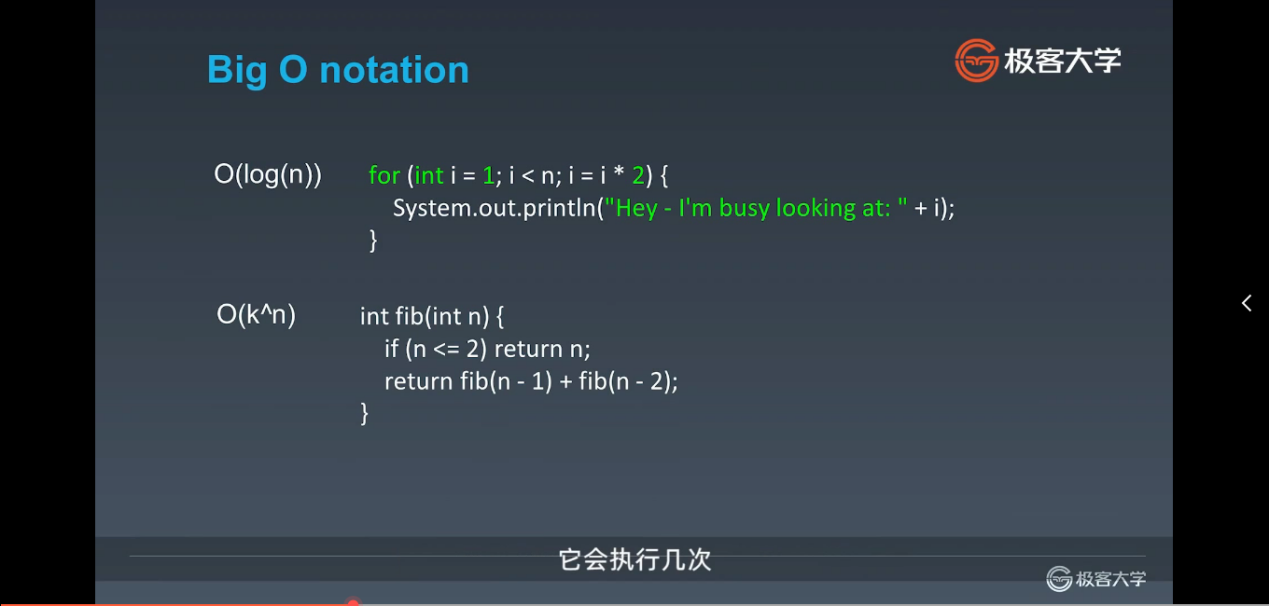 Big O notation
极客大学
O(log(n))
for (int i = 1; i < n; i = i * 2) {
System.out.println("Hey - I'm busy looking at: " + i);
}
O(k^n)
int fib(int n) {
if (n <= 2) return n;
return fib(n - 1) + fib(n - 2);
}
它会执行几次
极客大学